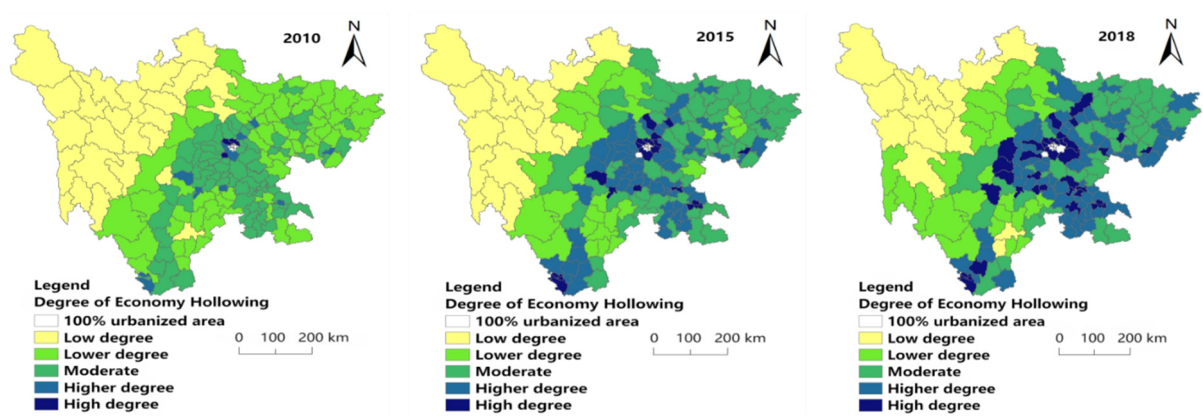 2010
N
Legend
Degree of Economy Hollowing
100% urbanized area
Low degree
Lower degree
Moderate
Higher degree
High degree
0 100 200 km
2015
N
Legend
Degree of Economy Hollowing
100% urbanized area
Low degree
Lower degree
Moderate
Higher degree
High degree
0 100 200 km
2018
N
Legend
Degree of Economy Hollowing
100% urbanized area
Low degree
Lower degree
Moderate
Higher degree
High degree
0 100 200 km